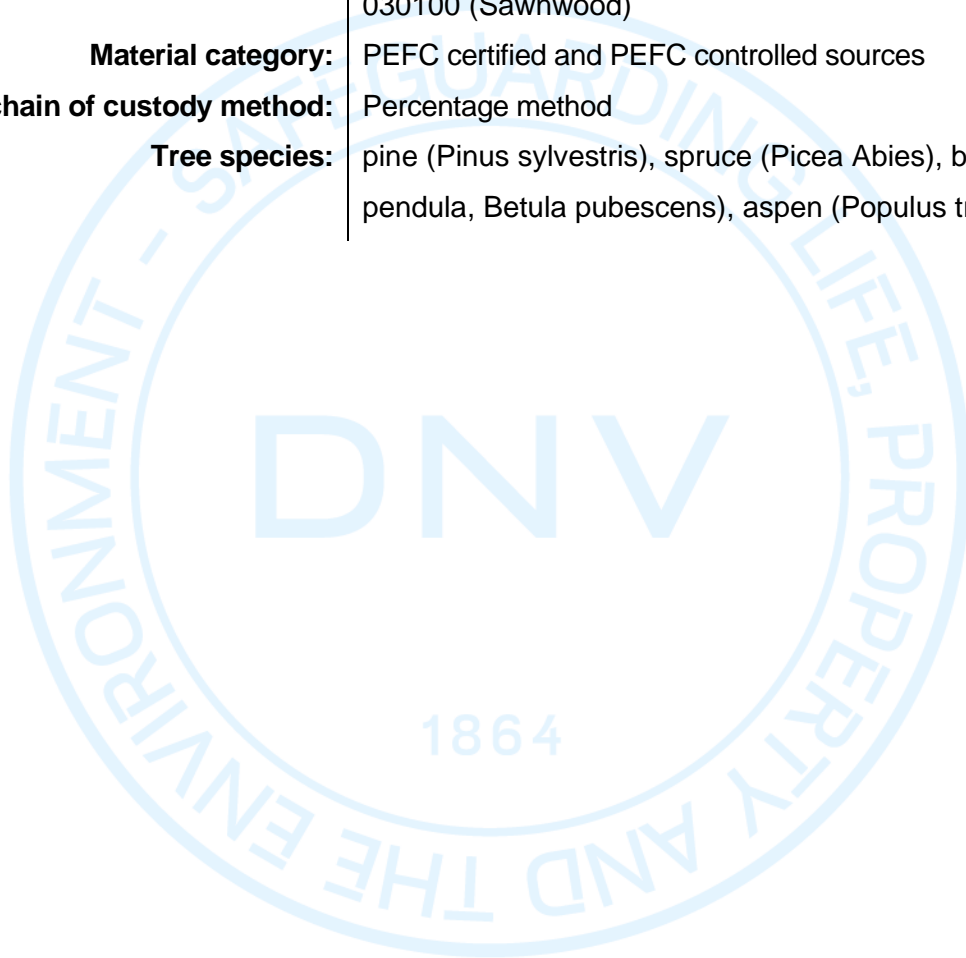 030100 (Sawnwood)
Material category: PEFC certified and PEFC controlled sources
chain of custody method: Percentage method
Tree species: pine (Pinus sylvestris), spruce (Picea Abies), b
pendula, Betula pubescens), aspen (Populus t
SAFEGUARDING LIFE, PROPERTY AND THE ENVIRONMENT -
DNV
1864